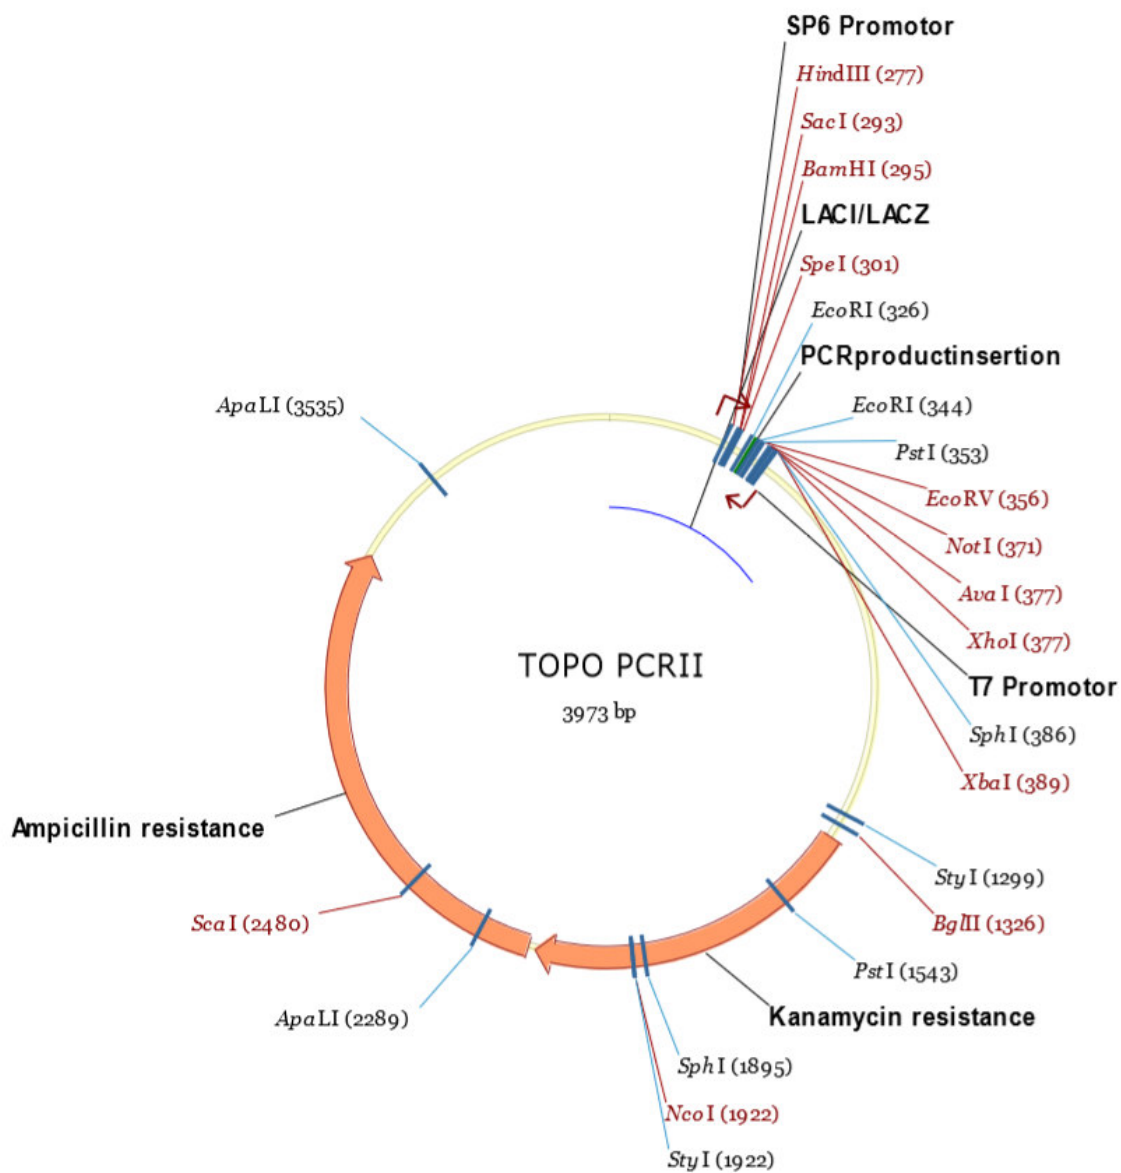 SP6 Promotor
HindIII (277)
SacI (293)
BamHI (295)
LACI/LACZ
SpeI (301)
EcoRI (326)
PCRproductinsertion
EcoRI (344)
PstI (353)
EcoRV (356)
NotI (371)
AvaI (377)
XhoI (377)
T7 Promotor
SphI (386)
XbaI (389)
ApaLI (3535)
TOPO PCRII
3973 bp
Ampicillin resistance
ScaI (2480)
ApaLI (2289)
StyI (1299)
BglII (1326)
PstI (1543)
Kanamycin resistance
SphI (1895)
NcoI (1922)
StyI (1922)